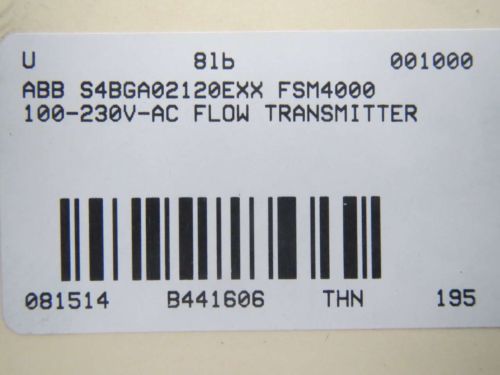 U 8lb 001000
ABB S4BGA02120EXX FSM4000
100-230V-AC FLOW TRANSMITTER
081514 B441606 THN 195